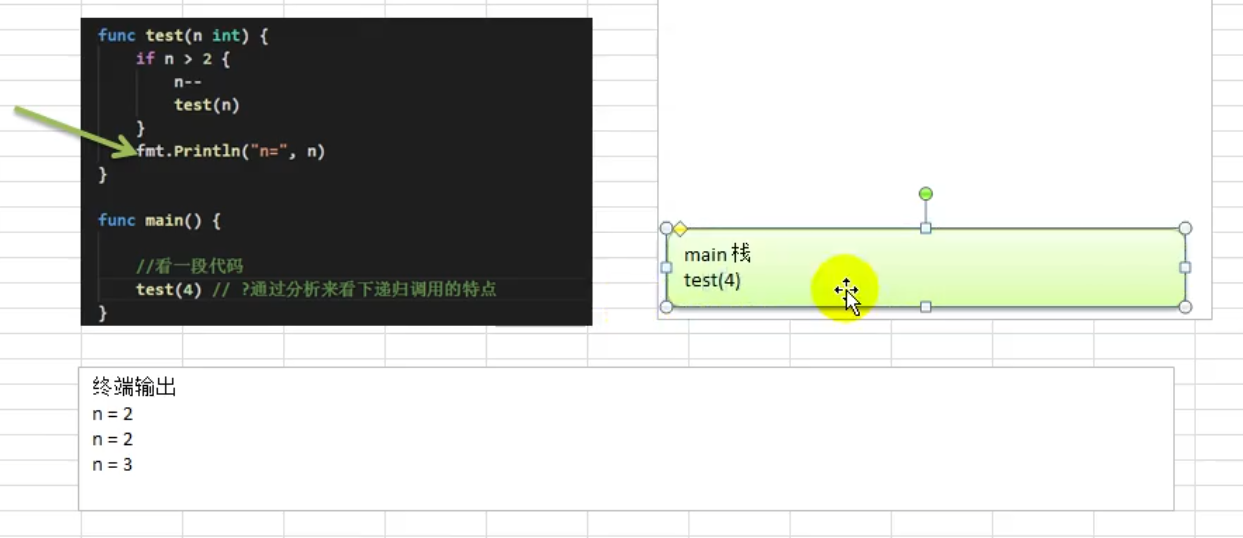 func test(n int) {
if n > 2 {
n--
test(n)
}
fmt.Println("n=", n)
}
func main() {
//看一段代码
test(4) // ?通过分析来看下递归调用的特点
}
main 栈
test(4)
终端输出
n = 2
n = 2
n = 3